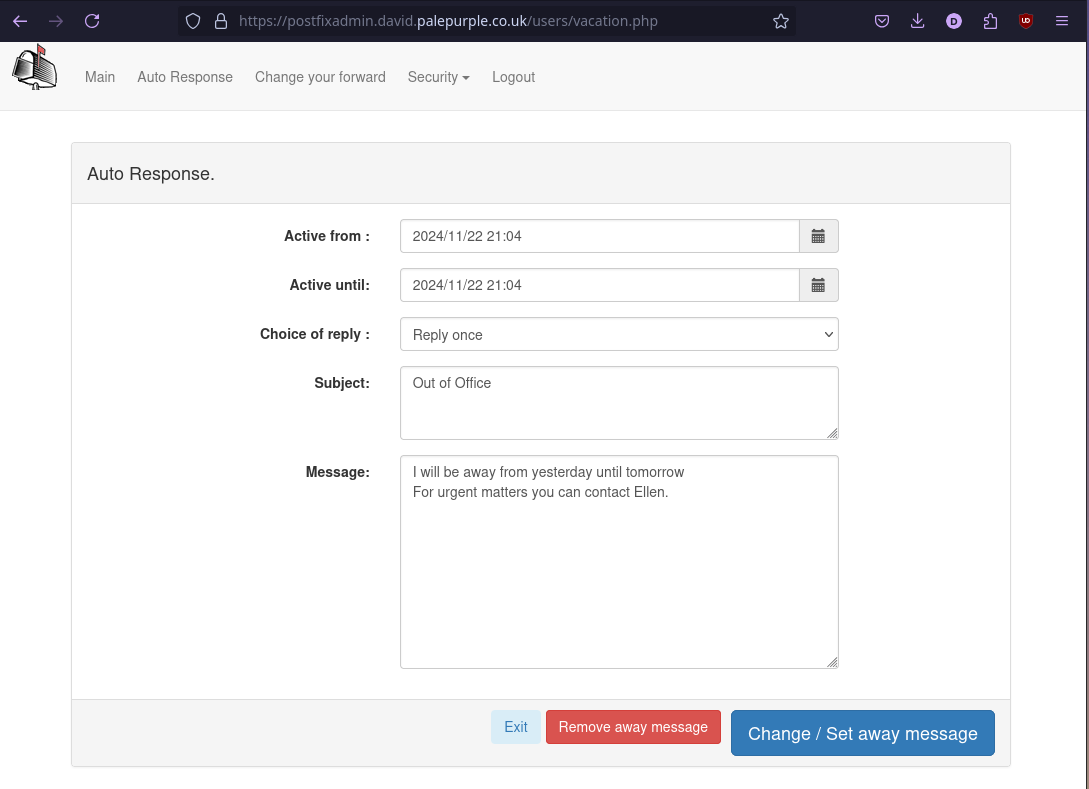 https://postfixadmin.david.palepurple.co.uk/users/vacation.php
D
UD
Main Auto Response Change your forward Security Logout
Auto Response.
Active from : 2024/11/22 21:04
Active until: 2024/11/22 21:04
Choice of reply : Reply once
Subject: Out of Office
Message: I will be away from yesterday until tomorrow
For urgent matters you can contact Ellen.
Exit Remove away message Change / Set away message